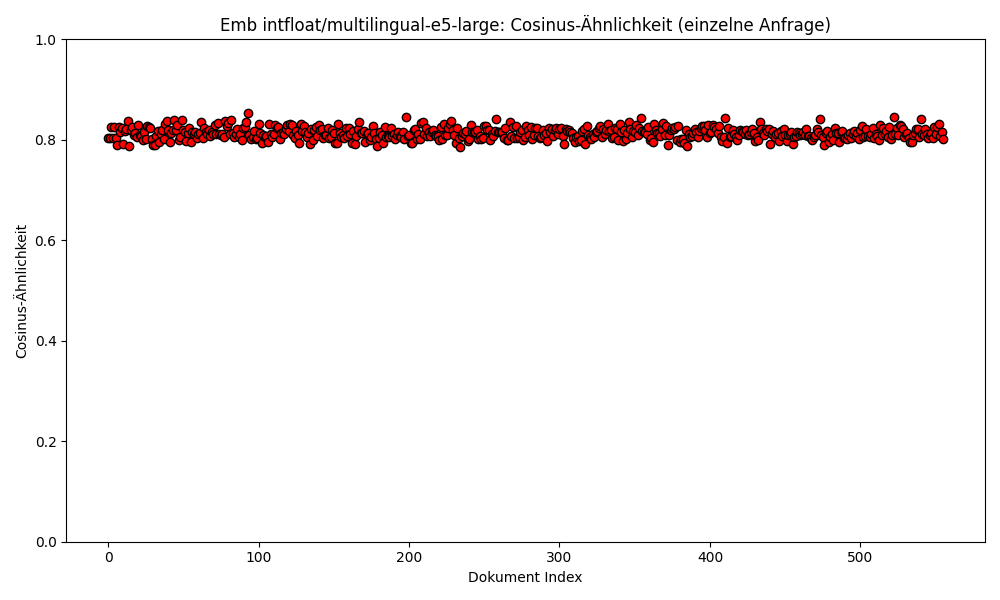 Emb intfloat/multilingual-e5-large: Cosinus-Ähnlichkeit (einzelne Anfrage)
1.0
0.8
0.6
0.4
0.2
0.0
Cosinus-Ähnlichkeit
0 100 200 300 400 500
Dokument Index